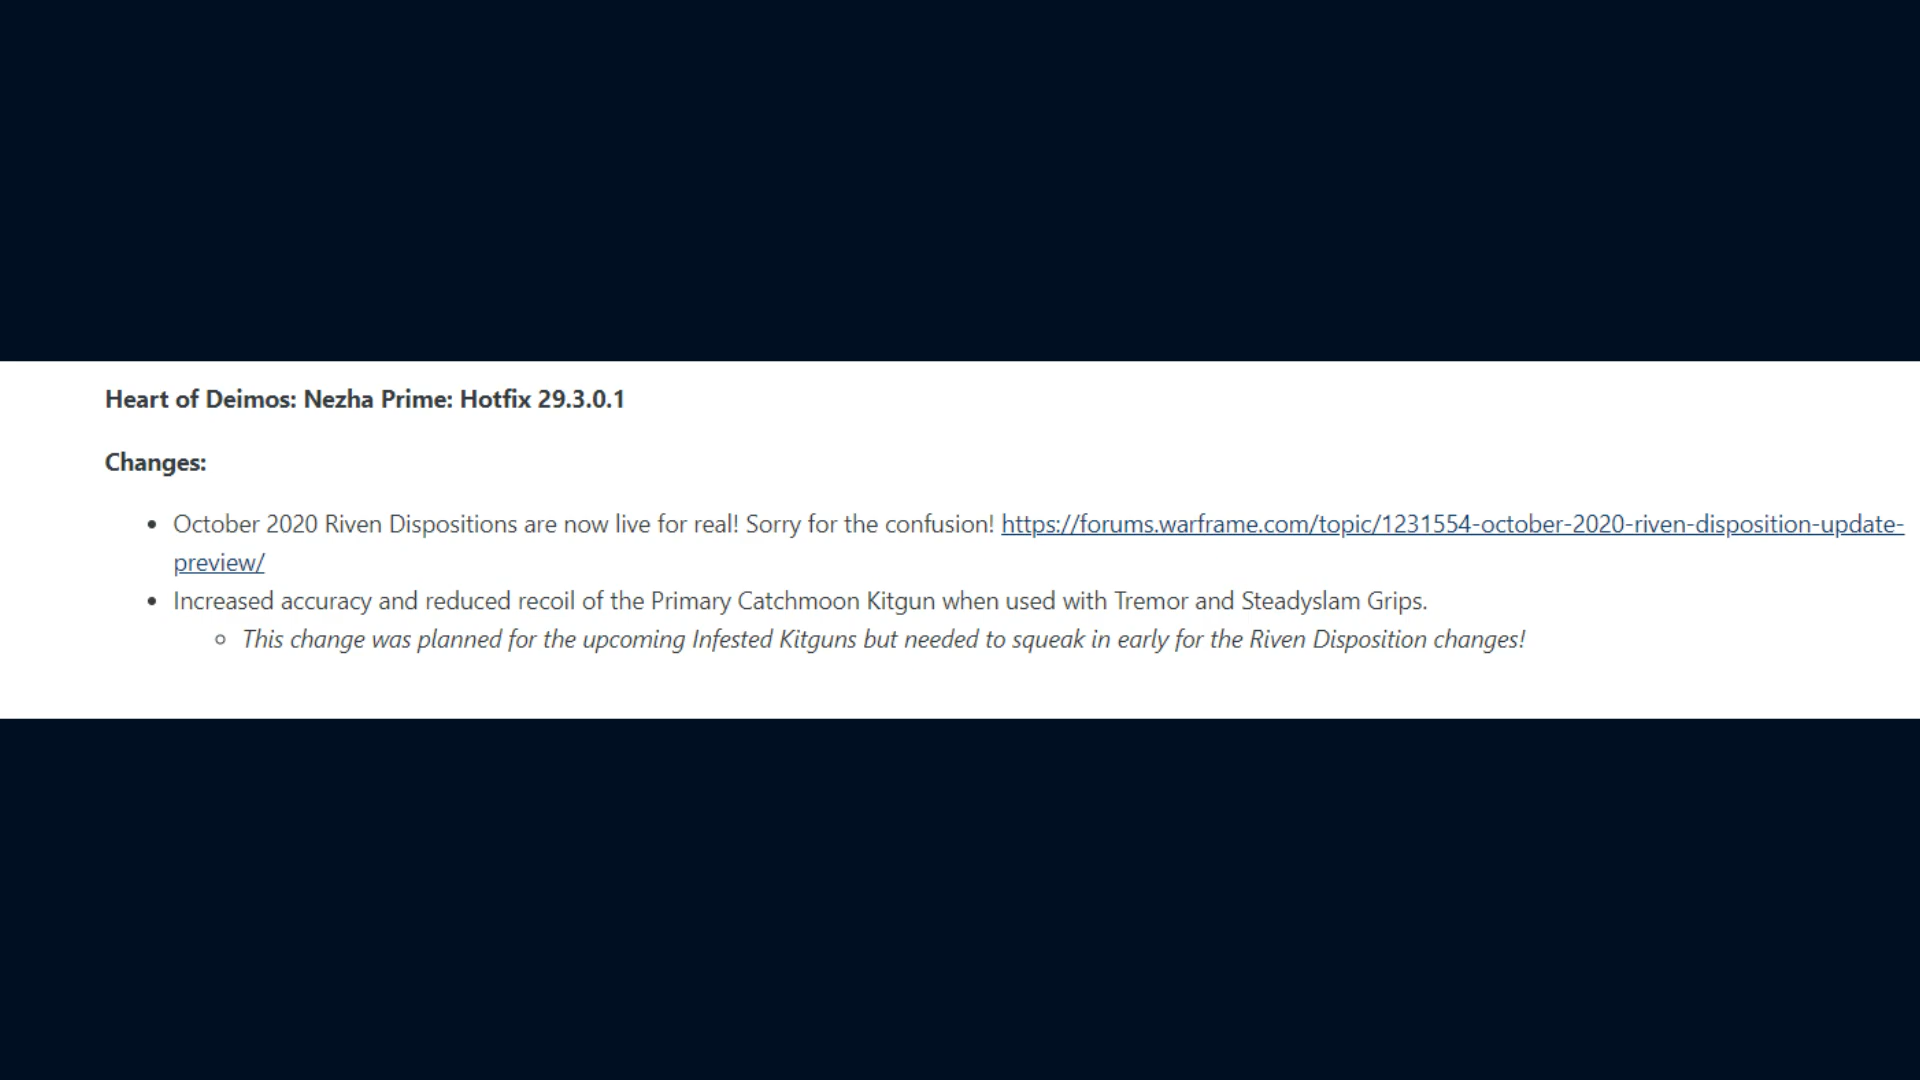 Heart of Deimos: Nezha Prime: Hotfix 29.3.0.1
Changes:
October 2020 Riven Dispositions are now live for real! Sorry for the confusion! https://forums.warframe.com/topic/1231554-october-2020-riven-disposition-update-
preview/
Increased accuracy and reduced recoil of the Primary Catchmoon Kitgun when used with Tremor and Steadyslam Grips.
This change was planned for the upcoming Infested Kitguns but needed to squeak in early for the Riven Disposition changes!